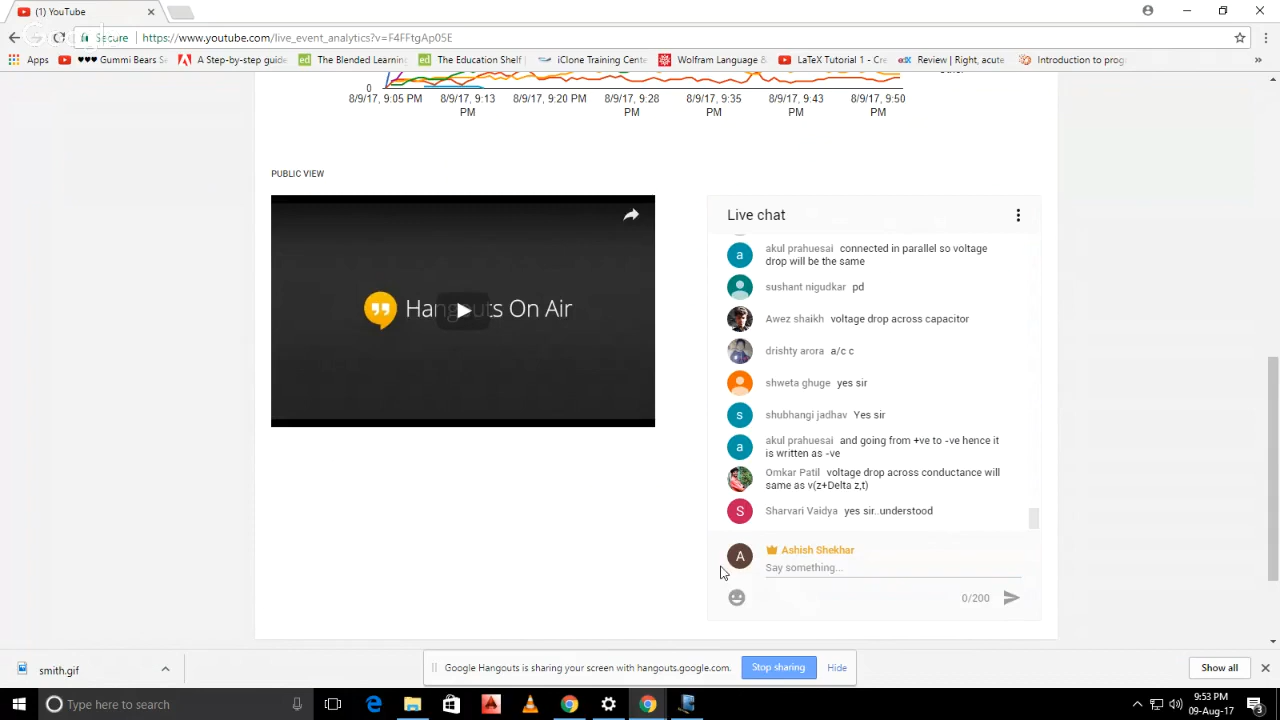 (1) YouTube
Secure https://www.youtube.com/live_event_analytics?v=F4FFtgAp05E
Apps ♥♥♥ Gummi Bears S A Step-by-step guide The Blended Learning The Education Shelf iClone Training Cente Wolfram Language & LaTeX Tutorial 1 - Cre Review | Right, acute Introduction to prog »
0
8/9/17, 9:05 PM 8/9/17, 9:13 PM 8/9/17, 9:20 PM 8/9/17, 9:28 PM 8/9/17, 9:35 PM 8/9/17, 9:43 PM 8/9/17, 9:50 PM
PUBLIC VIEW
Hangouts On Air
Live chat
a akul prahuesai connected in parallel so voltage
drop will be the same
sushant nigudkar pd
Awez shaikh voltage drop across capacitor
drishty arora a/c c
shweta ghuge yes sir
s shubhangi jadhav Yes sir
a akul prahuesai and going from +ve to -ve hence it
is written as -ve
Omkar Patil voltage drop across conductance will
same as v(z+Delta z,t)
S Sharvari Vaidya yes sir..understood
A Ashish Shekhar
Say something...
0/200
smith.gif
Google Hangouts is sharing your screen with hangouts.google.com. Stop sharing Hide
Show all
Type here to search
9:53 PM
09-Aug-17
3